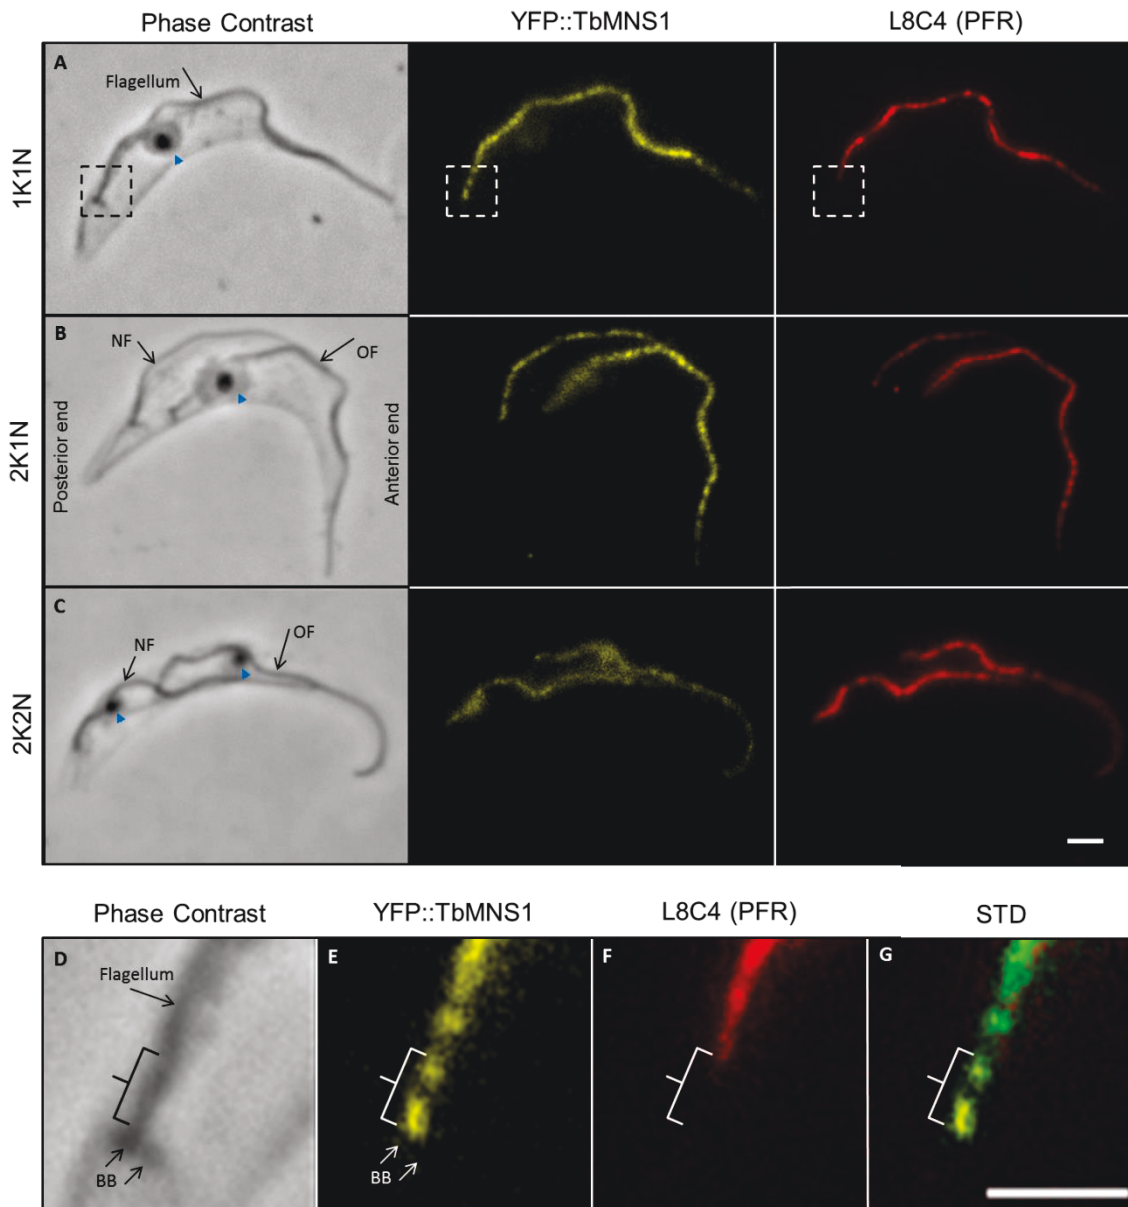 Phase Contrast YFP::TbMNS1 L8C4 (PFR)
1K1N
A
Flagellum
2K1N
B
NF
OF
Posterior end
Anterior end
2K2N
C
NF
OF
Phase Contrast YFP::TbMNS1 L8C4 (PFR) STD
D
Flagellum
BB
E
BB
F
G